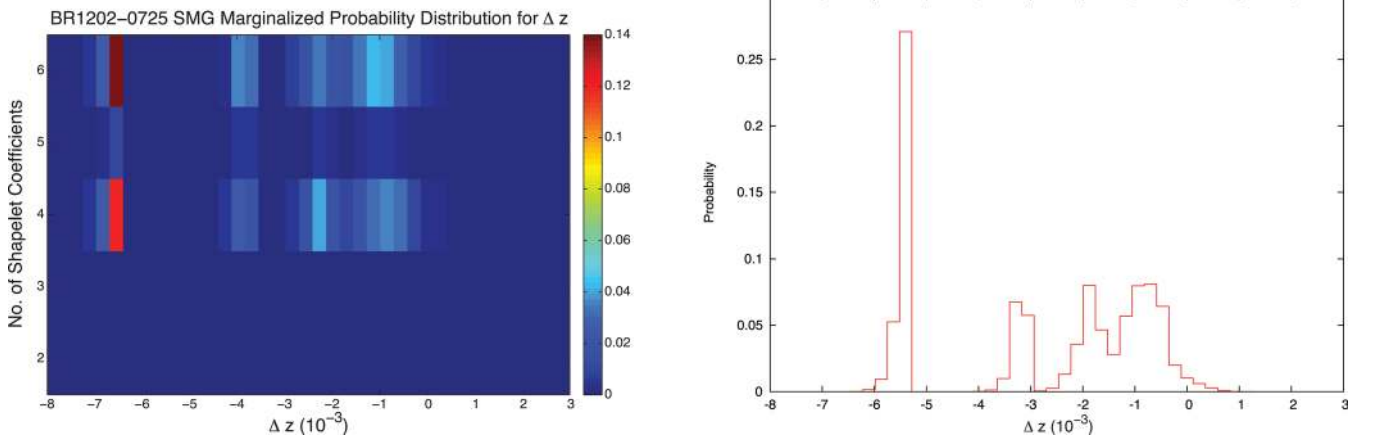 BR1202−0725 SMG Marginalized Probability Distribution for Δ z
No. of Shapelet Coefficients
6
5
4
3
2
−8 −7 −6 −5 −4 −3 −2 −1 0 1 2 3
Δ z (10⁻³)
0.14
0.12
0.1
0.08
0.06
0.04
0.02
0
Probability
0.25
0.2
0.15
0.1
0.05
0
-8 -7 -6 -5 -4 -3 -2 -1 0 1 2 3
Δ z (10⁻³)